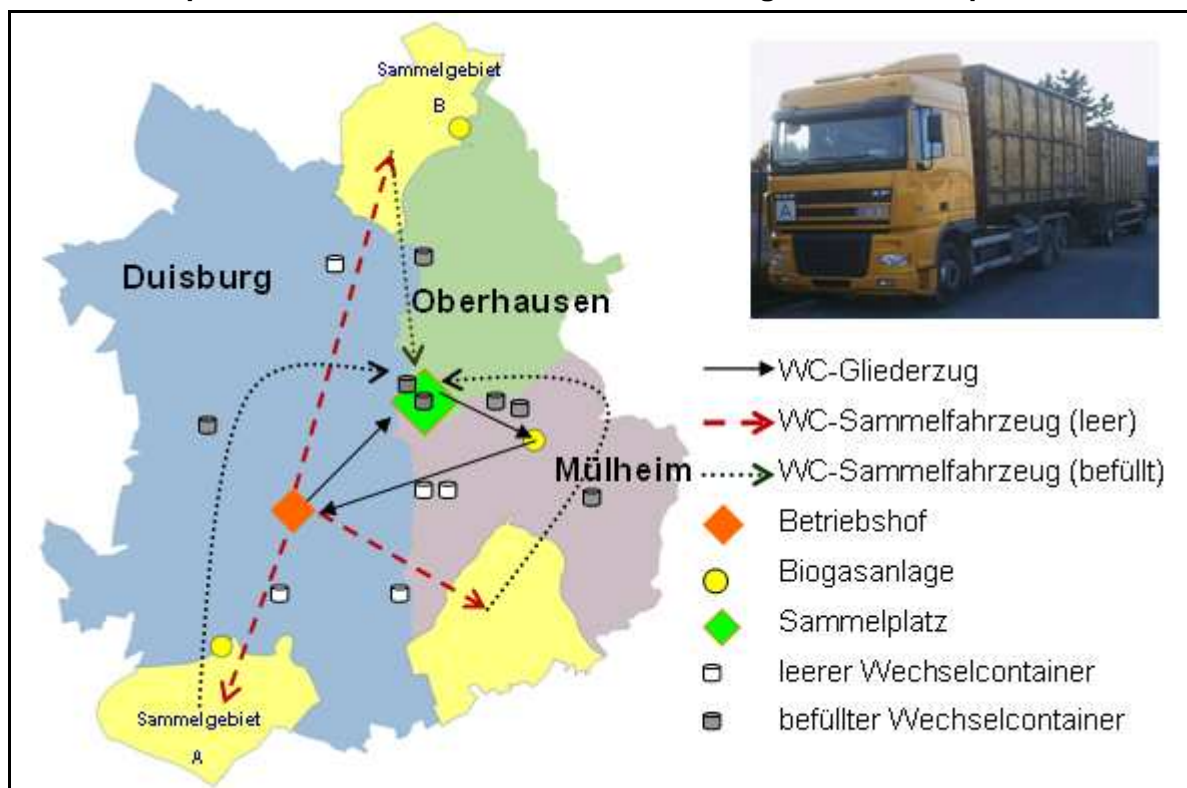 Sammelgebiet
B
Duisburg
Oberhausen
Mülheim
Sammelgebiet
A
A
WC-Gliederzug
WC-Sammelfahrzeug (leer)
WC-Sammelfahrzeug (befüllt)
Betriebshof
Biogasanlage
Sammelplatz
leerer Wechselcontainer
befüllter Wechselcontainer